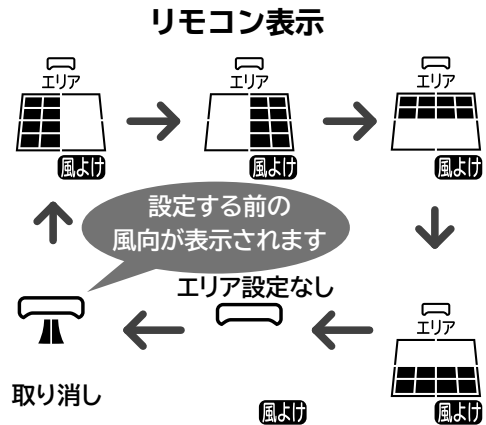 リモコン表示
エリア
エリア
エリア
風よけ
風よけ
風よけ
設定する前の
風向が表示されます
エリア設定なし
エリア
取り消し
風よけ
風よけ